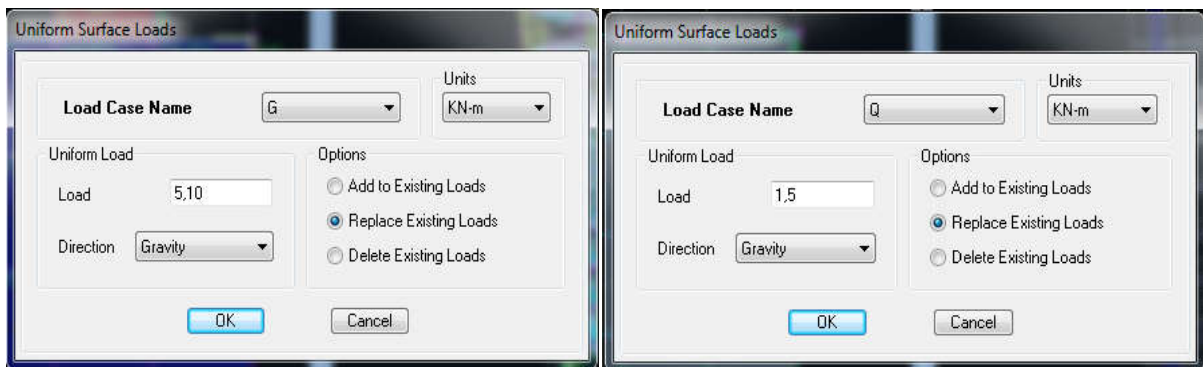 Uniform Surface Loads
Units
Load Case Name G KN-m
Uniform Load Options
Load 5,10 Add to Existing Loads
Replace Existing Loads
Direction Gravity Delete Existing Loads
OK Cancel
Uniform Surface Loads
Units
Load Case Name Q KN-m
Uniform Load Options
Load 1,5 Add to Existing Loads
Replace Existing Loads
Direction Gravity Delete Existing Loads
OK Cancel